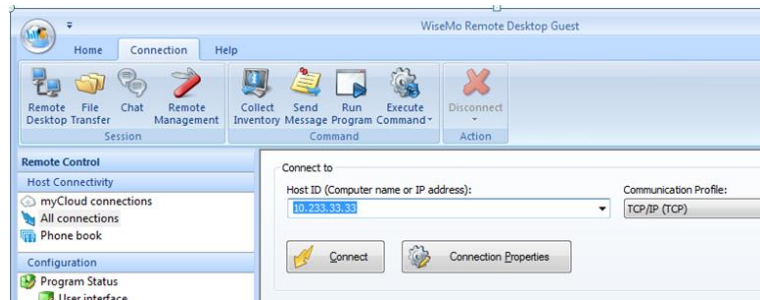 WiseMo Remote Desktop Guest
Home Connection Help
Remote Desktop
File Transfer
Chat
Remote Management
Collect Inventory
Send Message
Run Program
Execute Command
Disconnect
Session Command Action
Remote Control
Host Connectivity
myCloud connections
All connections
Phone book
Configuration
Program Status
User interface
Connect to
Host ID (Computer name or IP address):
10.233.33.33
Communication Profile:
TCP/IP (TCP)
Connect
Connection Properties